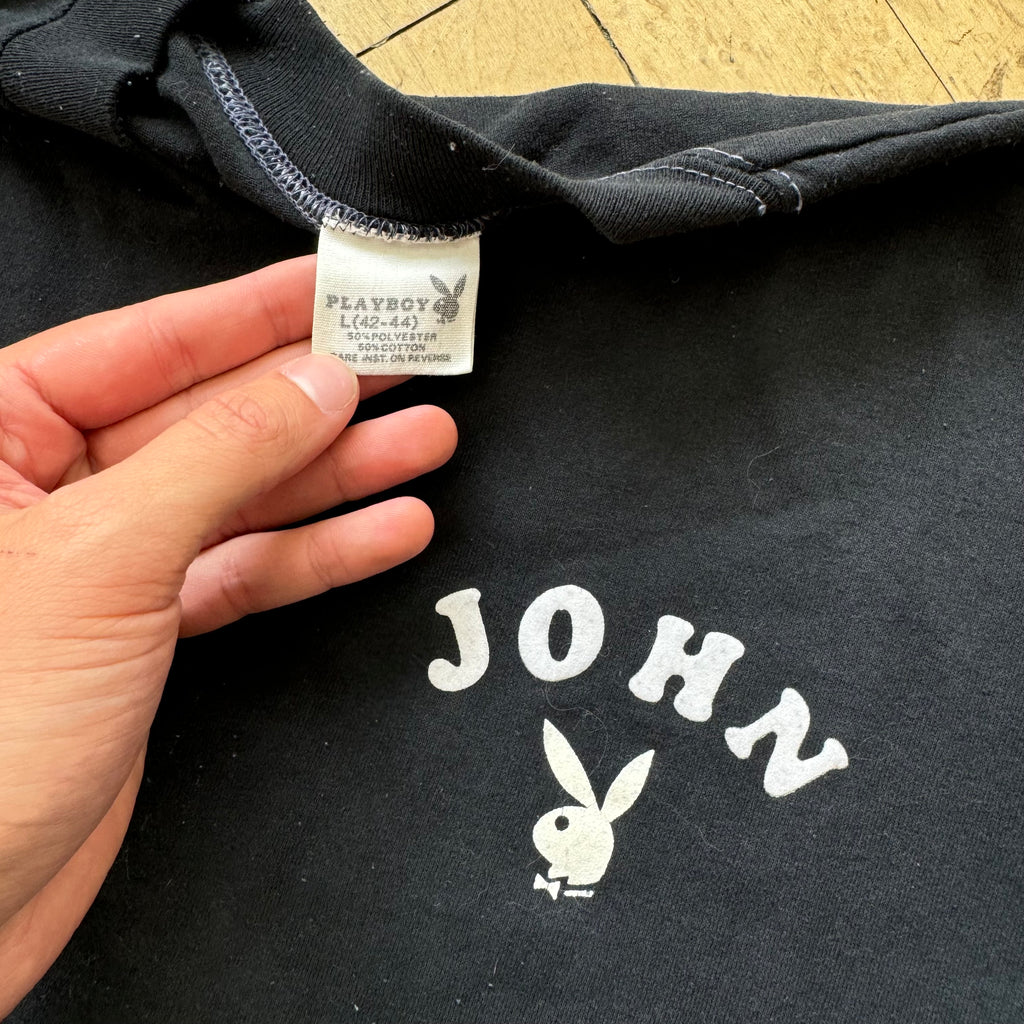 PLAYBOY
L(42-44)
50%POLYESTER
50%COTTON
CARE INST. ON REVERSE
JOHN